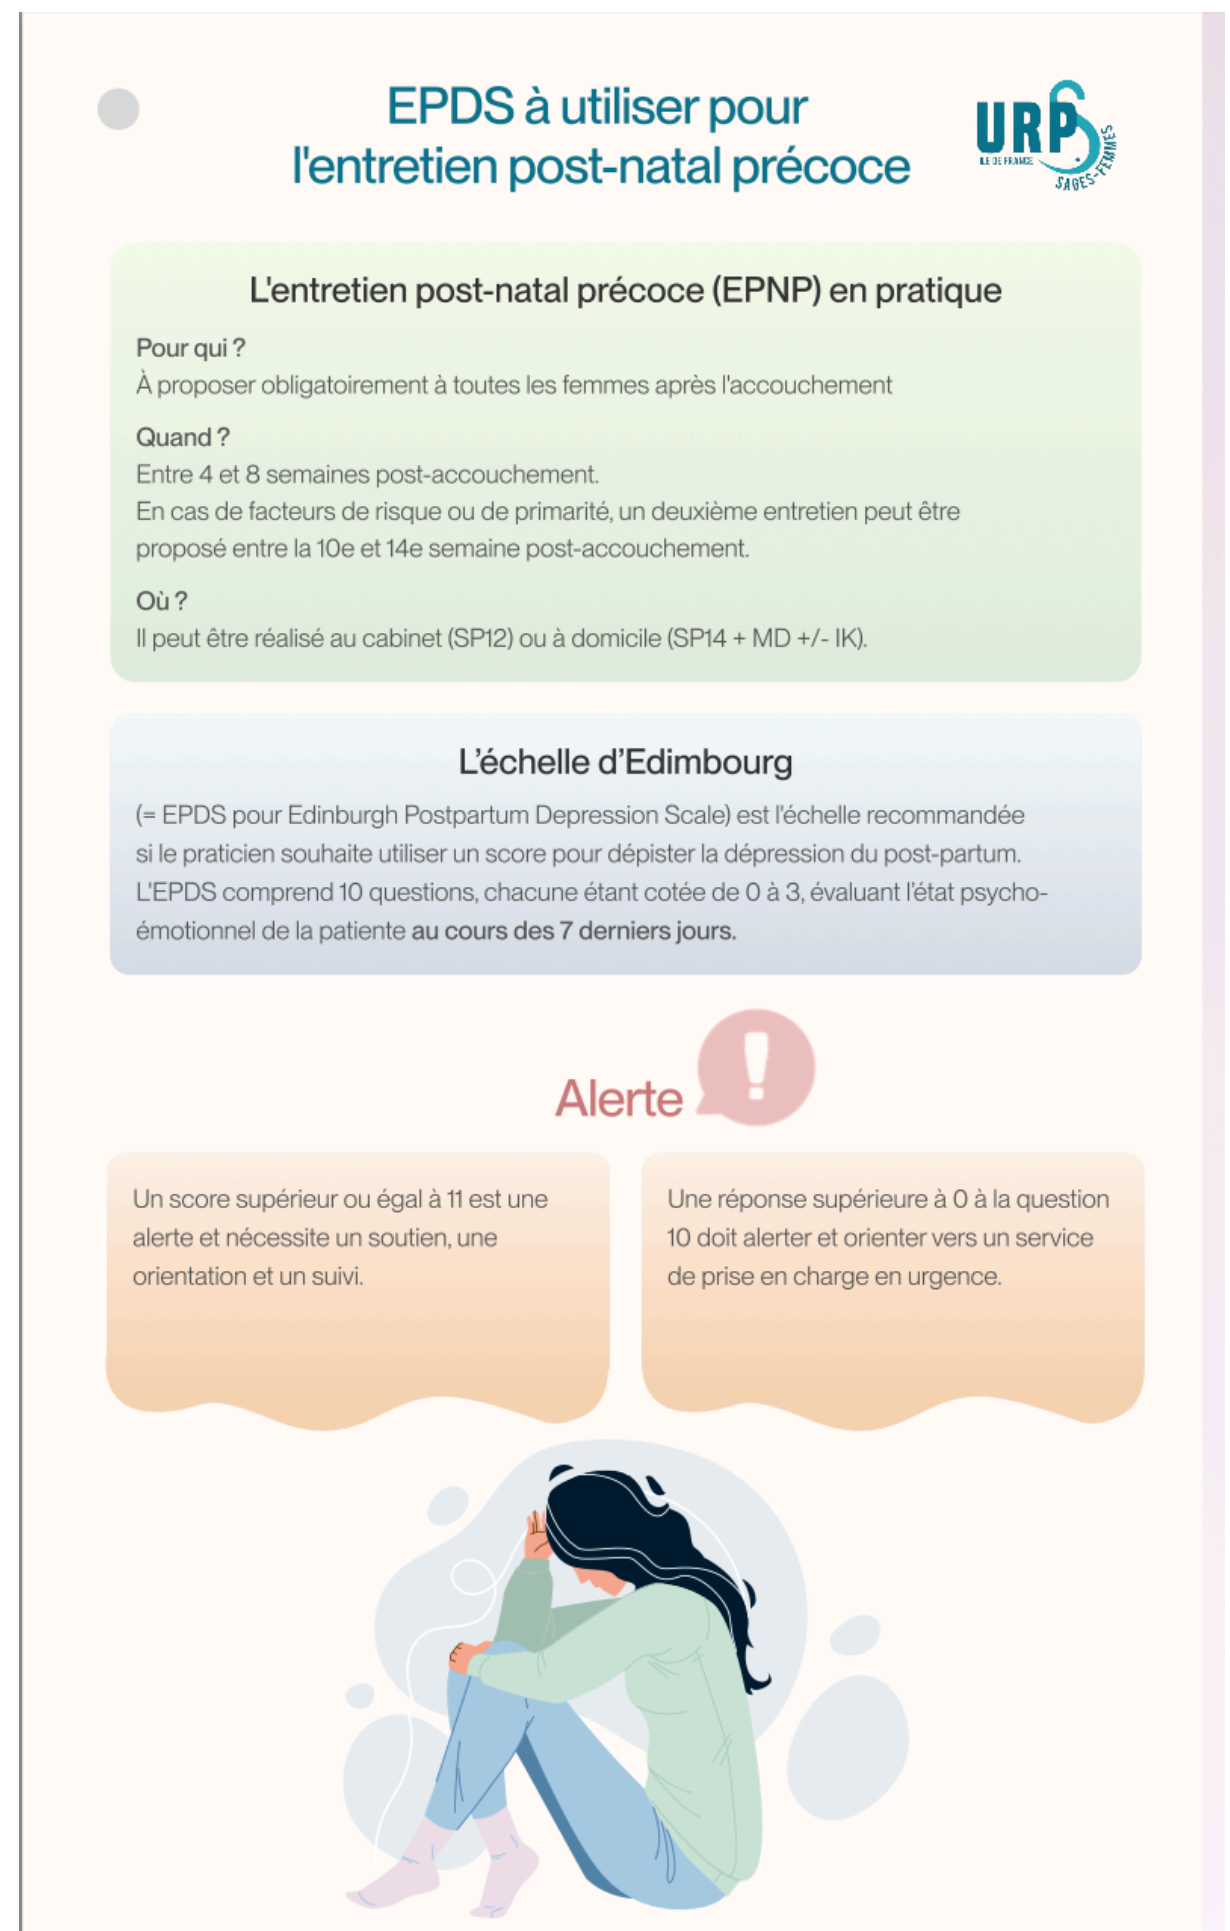 EPDS à utiliser pour
l'entretien post-natal précoce
URPS
ILE DE FRANCE
SAGES-FEMMES
L'entretien post-natal précoce (EPNP) en pratique
Pour qui ?
À proposer obligatoirement à toutes les femmes après l'accouchement
Quand ?
Entre 4 et 8 semaines post-accouchement.
En cas de facteurs de risque ou de primarité, un deuxième entretien peut être
proposé entre la 10e et 14e semaine post-accouchement.
Où ?
Il peut être réalisé au cabinet (SP12) ou à domicile (SP14 + MD +/- IK).
L’échelle d’Edimbourg
(= EPDS pour Edinburgh Postpartum Depression Scale) est l'échelle recommandée
si le praticien souhaite utiliser un score pour dépister la dépression du post-partum.
L'EPDS comprend 10 questions, chacune étant cotée de 0 à 3, évaluant l’état psycho-
émotionnel de la patiente au cours des 7 derniers jours.
Alerte
Un score supérieur ou égal à 11 est une
alerte et nécessite un soutien, une
orientation et un suivi.
Une réponse supérieure à 0 à la question
10 doit alerter et orienter vers un service
de prise en charge en urgence.